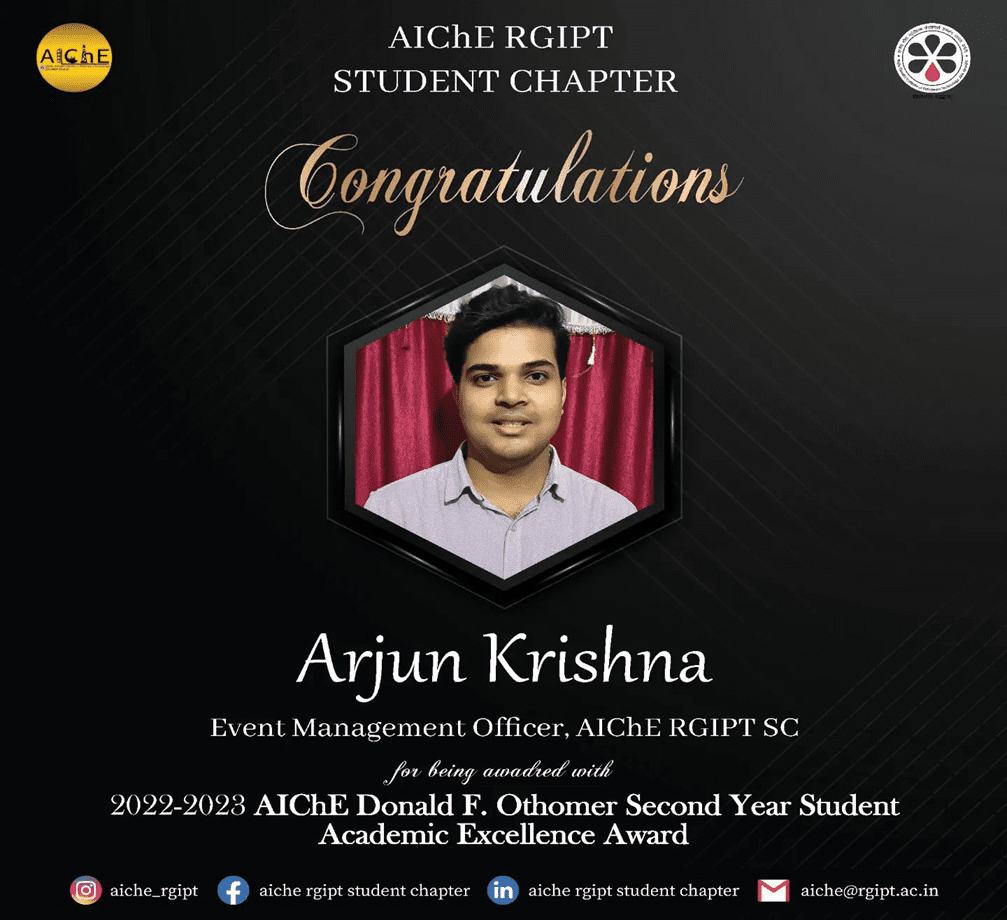 AIChE
AIChE RGIPT
STUDENT CHAPTER
Congratulations
Arjun Krishna
Event Management Officer, AIChE RGIPT SC
for being awadred with
2022-2023 AIChE Donald F. Othomer Second Year Student
Academic Excellence Award
aiche_rgipt
aiche rgipt student chapter
in
aiche rgipt student chapter
aiche@rgipt.ac.in